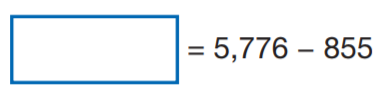 = 5,776 – 855